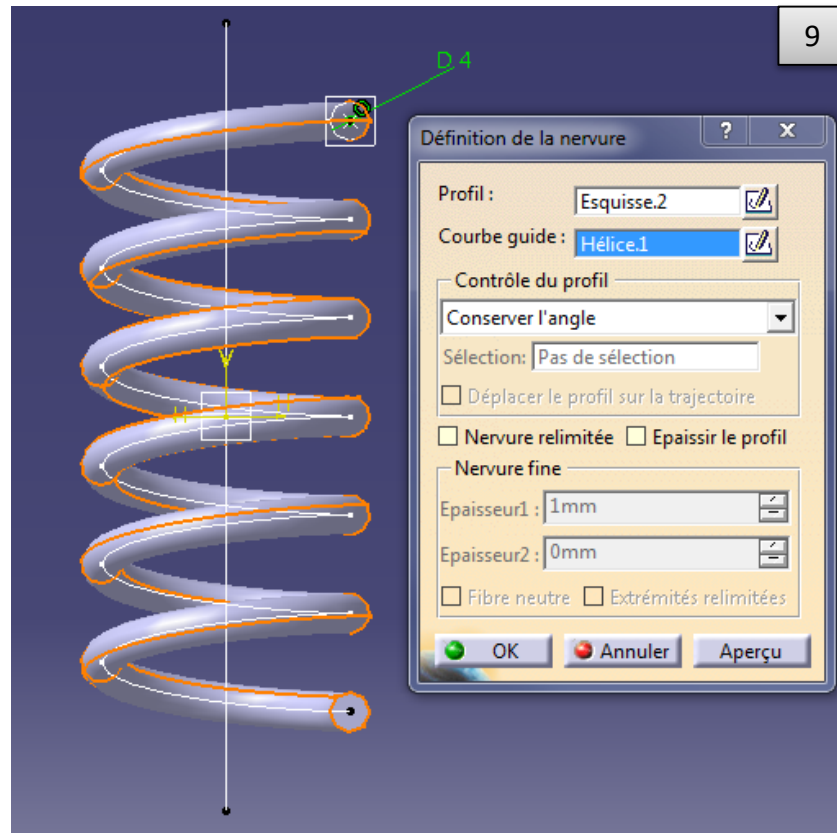 9
D 4
Définition de la nervure ? X
Profil : Esquisse.2
Courbe guide : Hélice.1
Contrôle du profil
Conserver l'angle
Sélection: Pas de sélection
Déplacer le profil sur la trajectoire
Nervure relimitée Epaissir le profil
Nervure fine
Epaisseur1 : 1mm
Epaisseur2 : 0mm
Fibre neutre Extrémités relimitées
OK Annuler Aperçu
V
H H